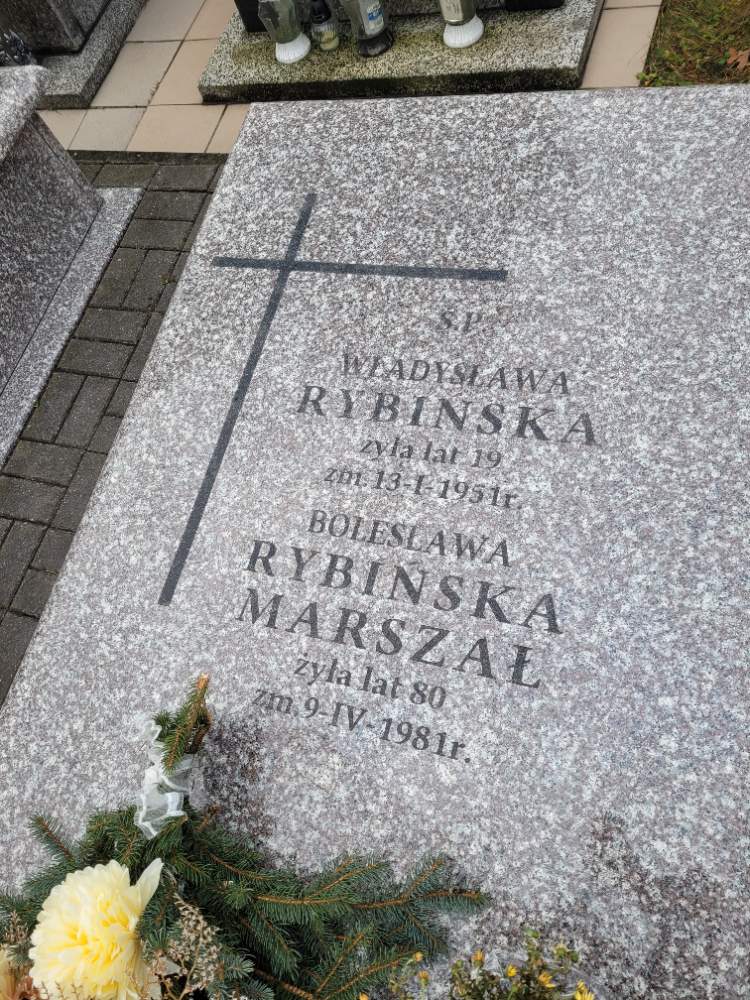 Ś.P.
WŁADYSŁAWA
RYBIŃSKA
żyła lat 19
zm. 13-I-1951r.
BOLESŁAWA
RYBIŃSKA
MARSZAŁ
żyła lat 80
zm. 9-IV-1981r.